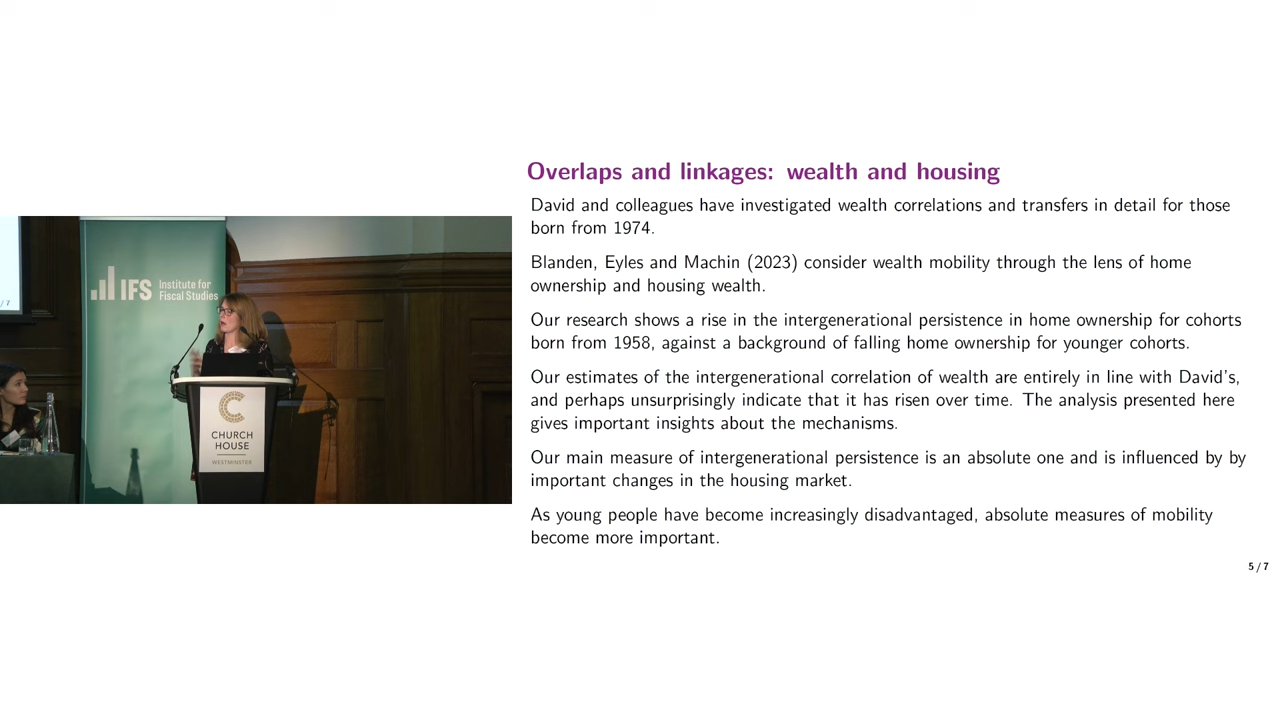 Overlaps and linkages: wealth and housing
David and colleagues have investigated wealth correlations and transfers in detail for those
born from 1974.
Blanden, Eyles and Machin (2023) consider wealth mobility through the lens of home
ownership and housing wealth.
Our research shows a rise in the intergenerational persistence in home ownership for cohorts
born from 1958, against a background of falling home ownership for younger cohorts.
Our estimates of the intergenerational correlation of wealth are entirely in line with David's,
and perhaps unsurprisingly indicate that it has risen over time. The analysis presented here
gives important insights about the mechanisms.
Our main measure of intergenerational persistence is an absolute one and is influenced by by
important changes in the housing market.
As young people have become increasingly disadvantaged, absolute measures of mobility
become more important.
5 / 7
/ 7
IFS
Institute for
Fiscal Studies
CHURCH
HOUSE
WESTMINSTER